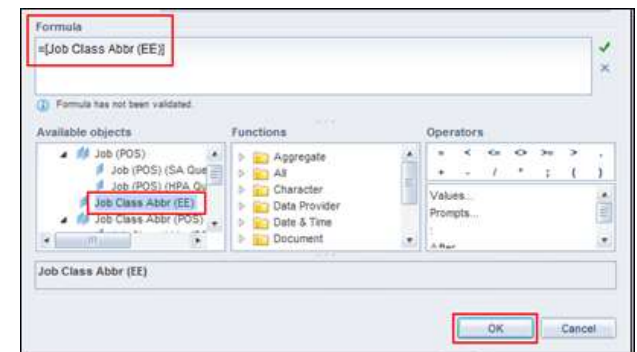 Formula
=[Job Class Abbr (EE)]
Formula has not been validated.
Available objects
Job (POS)
Job (POS) (SA Que
Job (POS) (HPA Qu
Job Class Abbr (EE)
Job Class Abbr (POS)
Functions
Aggregate
All
Character
Data Provider
Date & Time
Document
Operators
= < <= <> >= > ,
+ - / * ; ( )
Values...
Prompts...
:
After
Job Class Abbr (EE)
OK Cancel